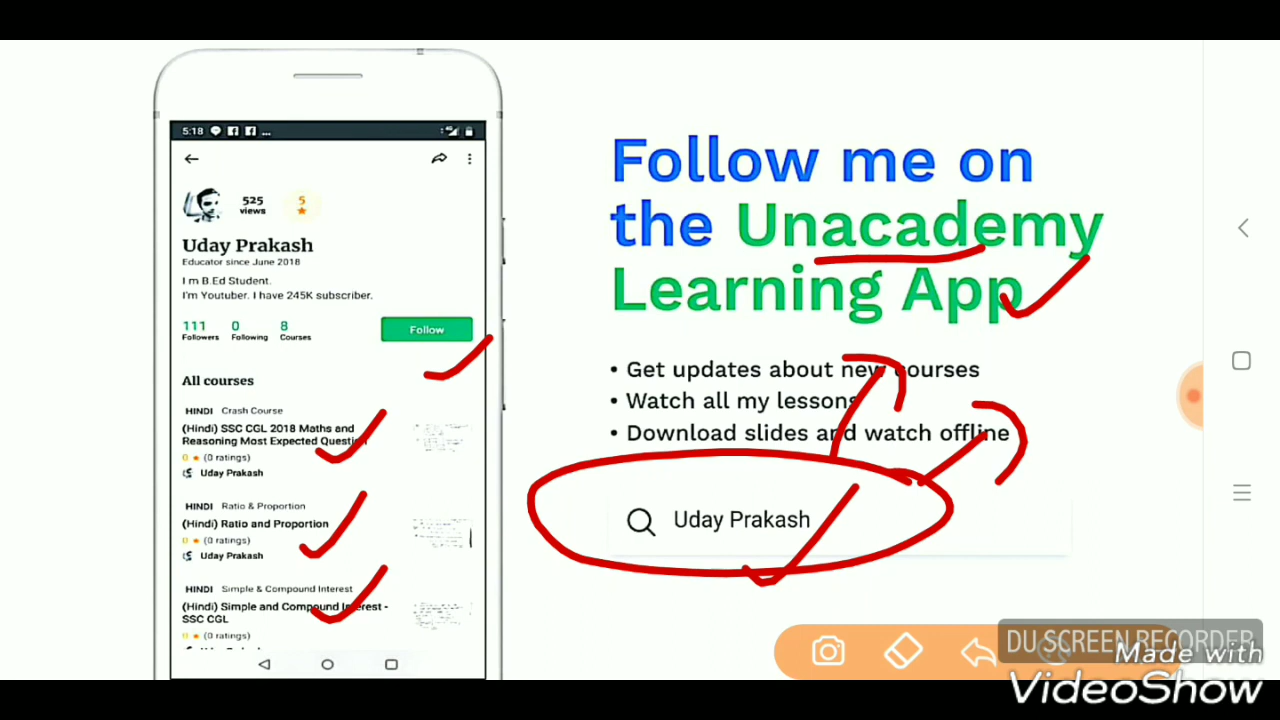 5:18
525
views
5
Uday Prakash
Educator since June 2018
I m B.Ed Student.
I'm Youtuber. I have 245K subscriber.
111 0 8
Followers Following Courses
Follow
All courses
HINDI Crash Course
(Hindi) SSC CGL 2018 Maths and
Reasoning Most Expected Question
0 ★ (0 ratings)
Uday Prakash
HINDI Ratio & Proportion
(Hindi) Ratio and Proportion
0 ★ (0 ratings)
Uday Prakash
HINDI Simple & Compound Interest
(Hindi) Simple and Compound Interest -
SSC CGL
0 ★ (0 ratings)
Follow me on
the Unacademy
Learning App
• Get updates about new courses
• Watch all my lessons
• Download slides and watch offline
Uday Prakash
DU SCREEN RECORDER
Made with
VideoShow